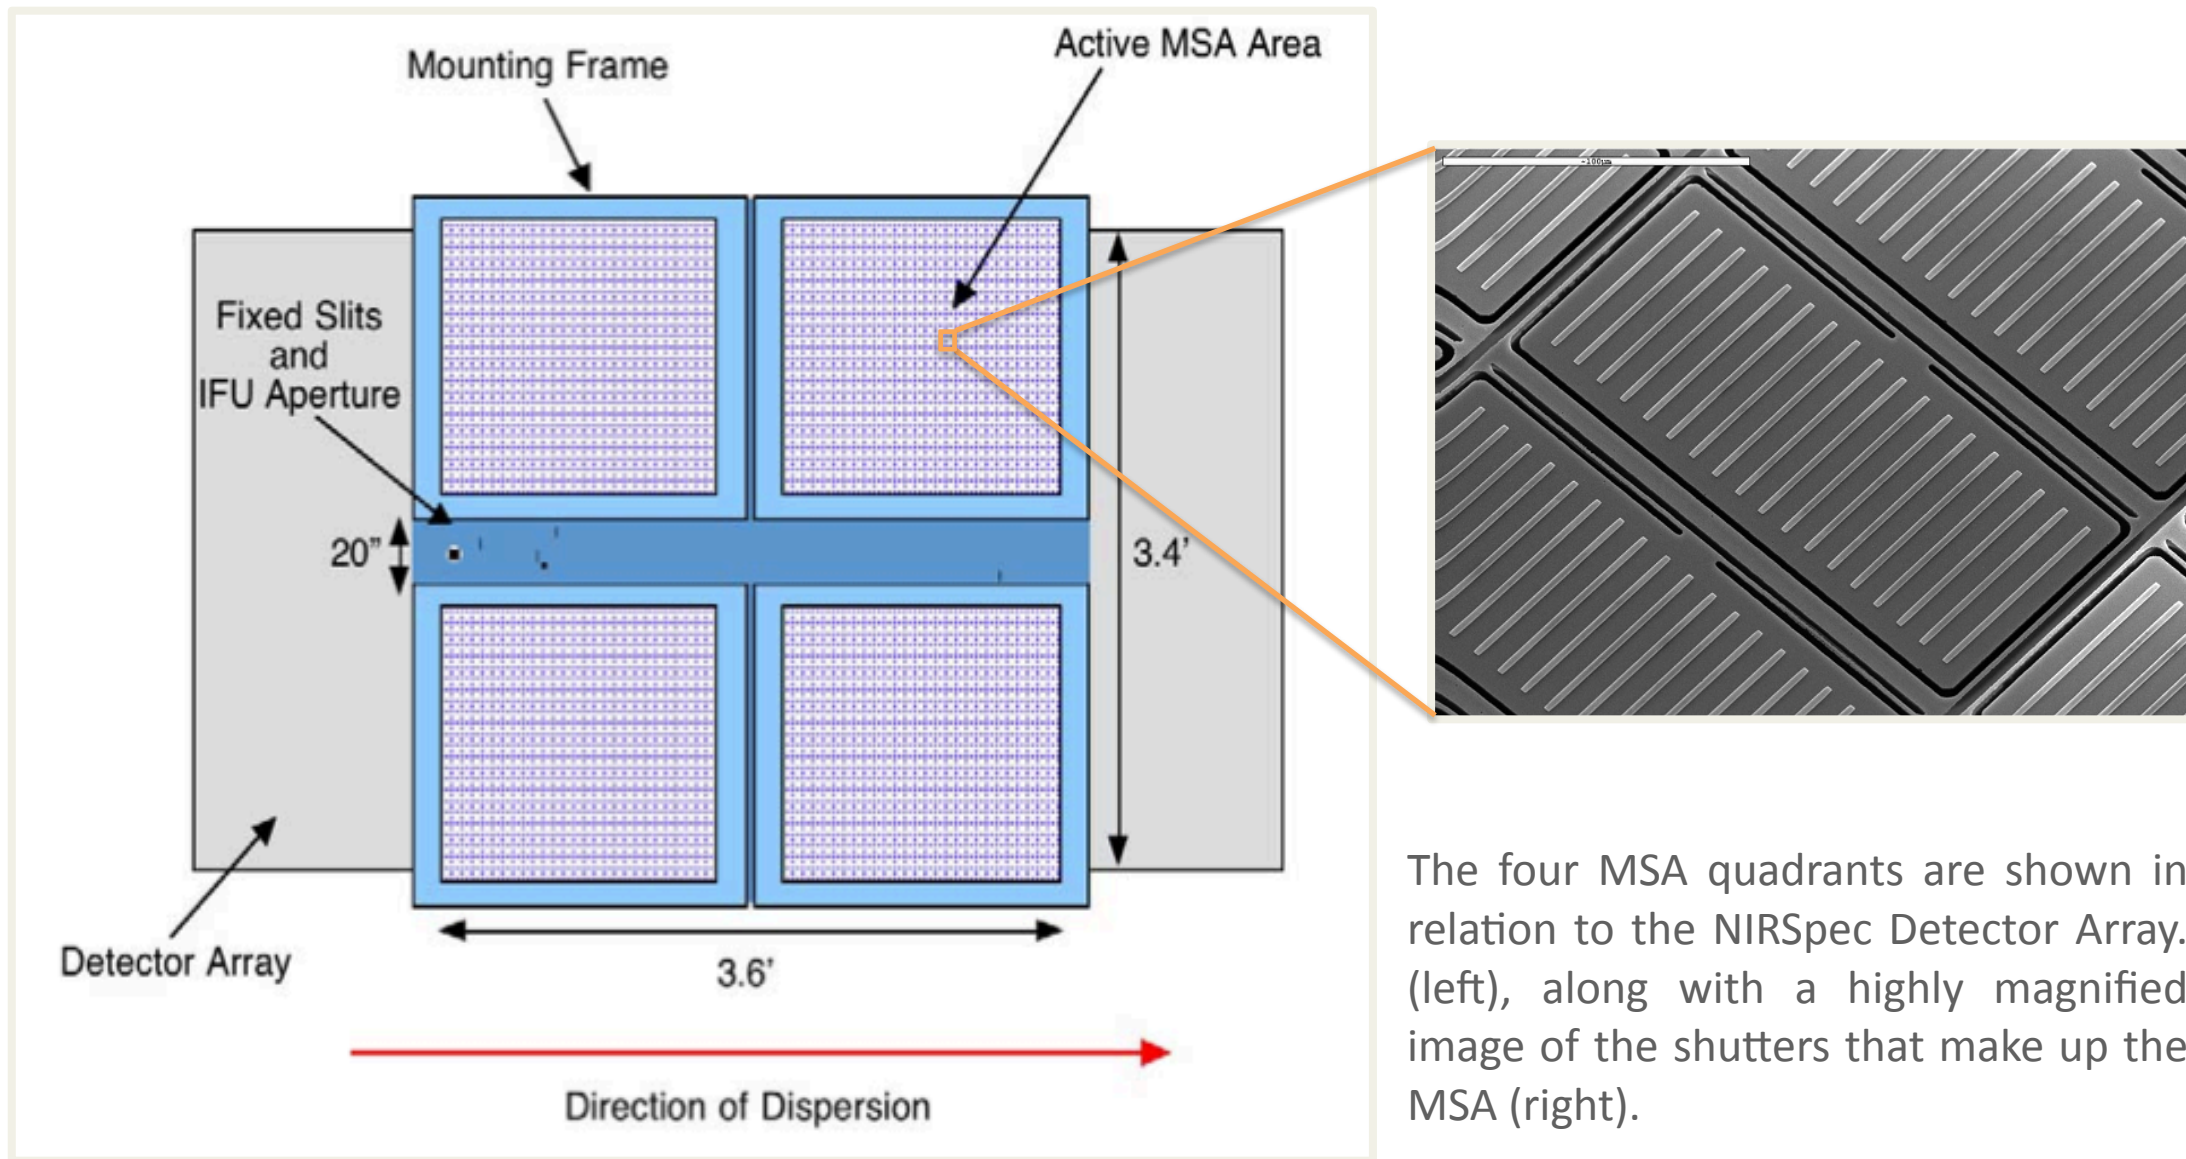 Mounting Frame
Active MSA Area
~100µm
Fixed Slits
and
IFU Aperture
20”
3.4’
Detector Array
3.6’
Direction of Dispersion
The four MSA quadrants are shown in
relation to the NIRSpec Detector Array.
(left), along with a highly magnified
image of the shutters that make up the
MSA (right).